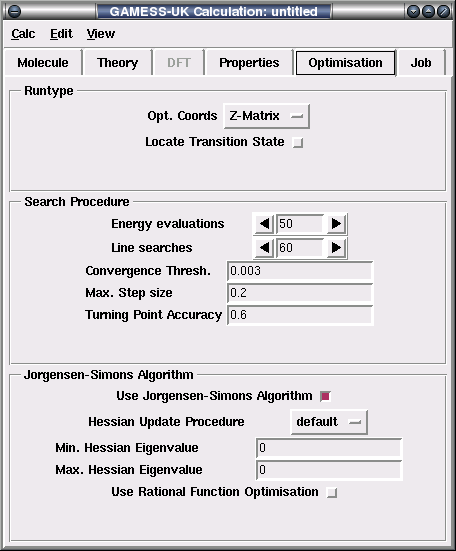 GAMESS-UK Calculation: untitled
Calc Edit View
Molecule Theory DFT Properties Optimisation Job
Runtype
Opt. Coords Z-Matrix
Locate Transition State
Search Procedure
Energy evaluations 50
Line searches 60
Convergence Thresh. 0.003
Max. Step size 0.2
Turning Point Accuracy 0.6
Jorgensen-Simons Algorithm
Use Jorgensen-Simons Algorithm
Hessian Update Procedure default
Min. Hessian Eigenvalue 0
Max. Hessian Eigenvalue 0
Use Rational Function Optimisation